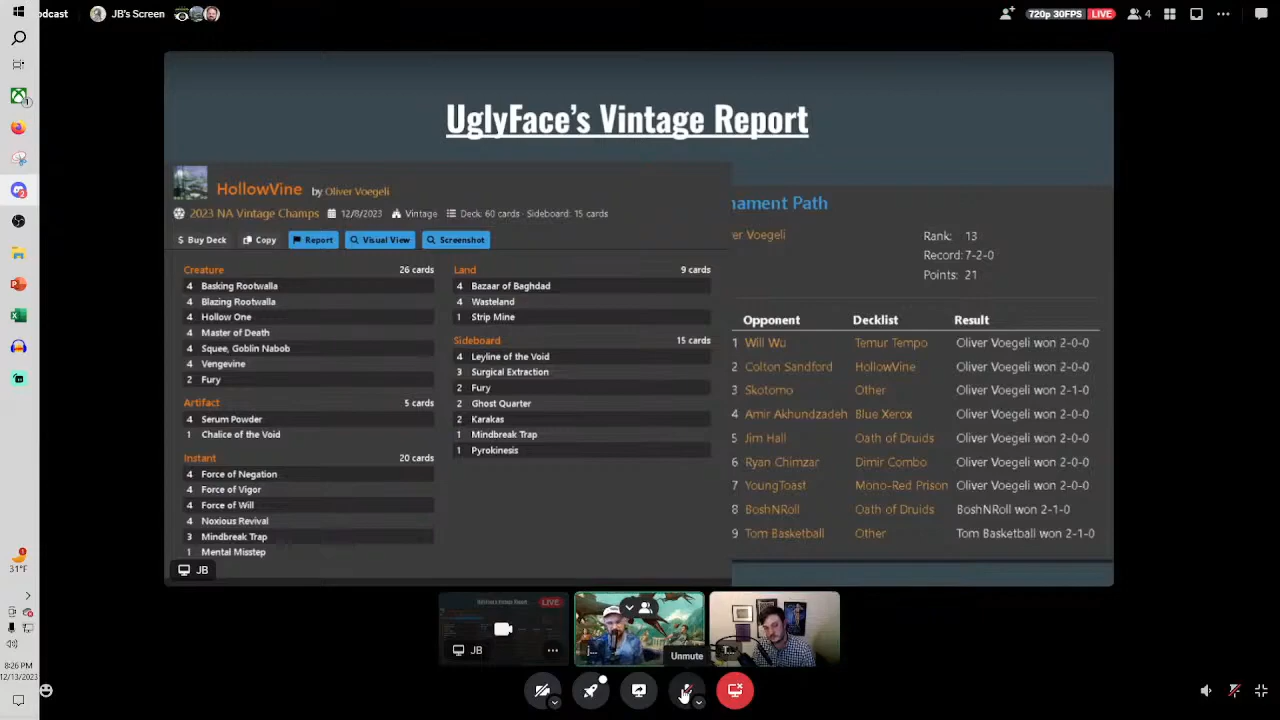 odcast
JB's Screen
720p 30FPS LIVE
4
UglyFace's Vintage Report
HollowVine by Oliver Voegeli
2023 NA Vintage Champs 12/8/2023 Vintage Deck: 60 cards - Sideboard: 15 cards
$ Buy Deck Copy Report Visual View Screenshot
Creature 26 cards
4 Basking Rootwalla
4 Blazing Rootwalla
4 Hollow One
4 Master of Death
4 Squee, Goblin Nabob
4 Vengevine
2 Fury
Artifact 5 cards
4 Serum Powder
1 Chalice of the Void
Instant 20 cards
4 Force of Negation
4 Force of Vigor
4 Force of Will
4 Noxious Revival
3 Mindbreak Trap
1 Mental Misstep
Land 9 cards
4 Bazaar of Baghdad
4 Wasteland
1 Strip Mine
Sideboard 15 cards
4 Leyline of the Void
3 Surgical Extraction
2 Fury
2 Ghost Quarter
2 Karakas
1 Mindbreak Trap
1 Pyrokinesis
nament Path
er Voegeli
Rank: 13
Record: 7-2-0
Points: 21
Opponent Decklist Result
1 Will Wu Temur Tempo Oliver Voegeli won 2-0-0
2 Colton Sandford HollowVine Oliver Voegeli won 2-0-0
3 Skotomo Other Oliver Voegeli won 2-1-0
4 Amir Akhundzadeh Blue Xerox Oliver Voegeli won 2-0-0
5 Jim Hall Oath of Druids Oliver Voegeli won 2-0-0
6 Ryan Chimzar Dimir Combo Oliver Voegeli won 2-0-0
7 YoungToast Mono-Red Prison Oliver Voegeli won 2-0-0
8 BoshNRoll Oath of Druids BoshNRoll won 2-1-0
9 Tom Basketball Other Tom Basketball won 2-1-0
JB
LIVE
JB
j...
T...
Unmute
31°F
8:26 PM
12/13/2023